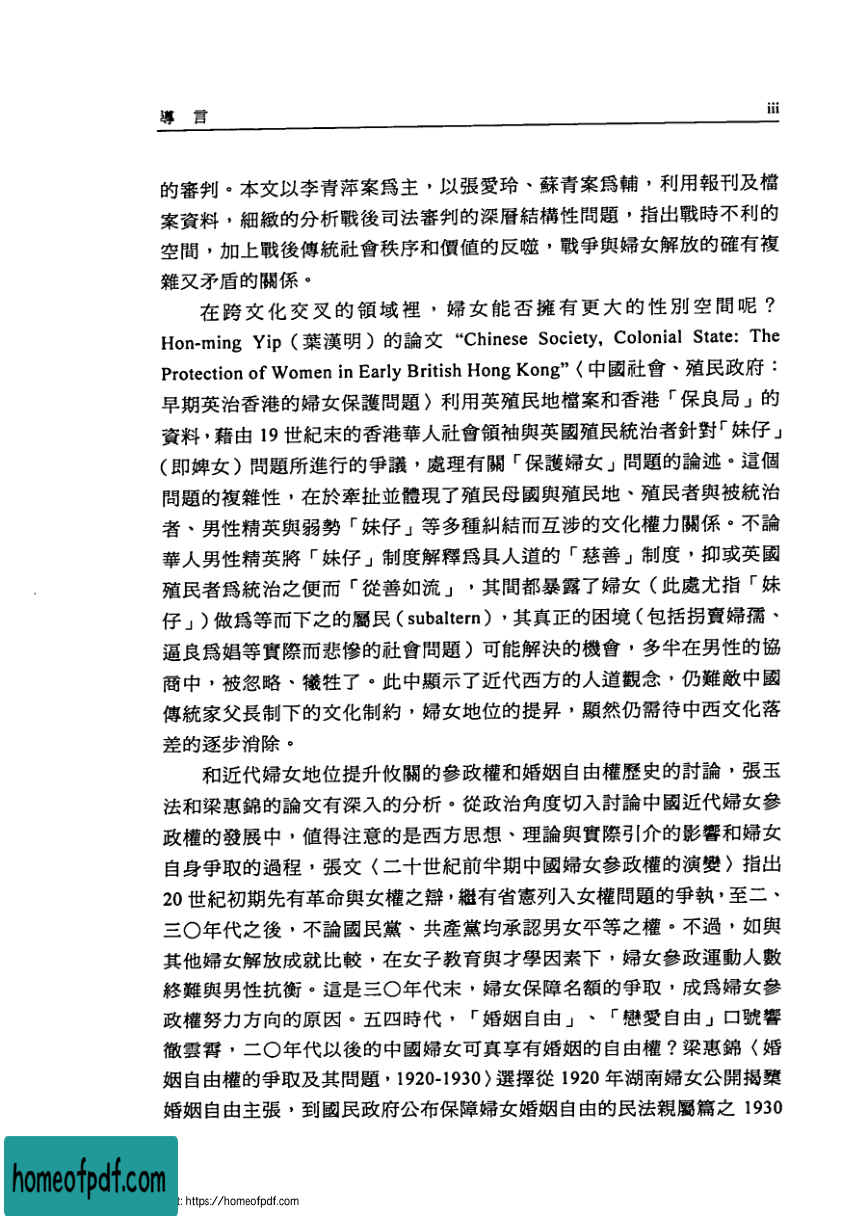 導 言
iii
的審判。本文以李青萍案爲主，以張愛玲、蘇青案爲輔，利用報刊及檔
案資料，細緻的分析戰後司法審判的深層結構性問題，指出戰時不利的
空間，加上戰後傳統社會秩序和價值的反噬，戰爭與婦女解放的確有複
雜又矛盾的關係。
在跨文化交叉的領域裡，婦女能否擁有更大的性別空間呢？
Hon-ming Yip（葉漢明）的論文 “Chinese Society, Colonial State: The
Protection of Women in Early British Hong Kong”〈中國社會、殖民政府：
早期英治香港的婦女保護問題〉利用英殖民地檔案和香港「保良局」的
資料，藉由 19 世紀末的香港華人社會領袖與英國殖民統治者針對「妹仔」
（即婢女）問題所進行的爭議，處理有關「保護婦女」問題的論述。這個
問題的複雜性，在於牽扯並體現了殖民母國與殖民地、殖民者與被統治
者、男性精英與弱勢「妹仔」等多種糾結而互涉的文化權力關係。不論
華人男性精英將「妹仔」制度解釋爲具人道的「慈善」制度，抑或英國
殖民者爲統治之便而「從善如流」，其間都暴露了婦女（此處尤指「妹
仔」）做爲等而下之的屬民（subaltern），其真正的困境（包括拐賣婦孺、
逼良爲娼等實際而悲慘的社會問題）可能解決的機會，多半在男性的協
商中，被忽略、犧牲了。此中顯示了近代西方的人道觀念，仍難敵中國
傳統家父長制下的文化制約，婦女地位的提昇，顯然仍需待中西文化落
差的逐步消除。
和近代婦女地位提升攸關的參政權和婚姻自由權歷史的討論，張玉
法和梁惠錦的論文有深入的分析。從政治角度切入討論中國近代婦女參
政權的發展中，值得注意的是西方思想、理論與實際引介的影響和婦女
自身爭取的過程，張文〈二十世紀前半期中國婦女參政權的演變〉指出
20 世紀初期先有革命與女權之辯，繼有省憲列入女權問題的爭執，至二、
三〇年代之後，不論國民黨、共產黨均承認男女平等之權。不過，如與
其他婦女解放成就比較，在女子教育與才學因素下，婦女參政運動人數
終難與男性抗衡。這是三〇年代末，婦女保障名額的爭取，成爲婦女參
政權努力方向的原因。五四時代，「婚姻自由」、「戀愛自由」口號響
徹雲霄，二〇年代以後的中國婦女可真享有婚姻的自由權？梁惠錦〈婚
姻自由權的爭取及其問題，1920-1930〉選擇從 1920 年湖南婦女公開揭櫫
婚姻自由主張，到國民政府公布保障婦女婚姻自由的民法親屬篇之 1930
homeofpdf.com
t: https://homeofpdf.com